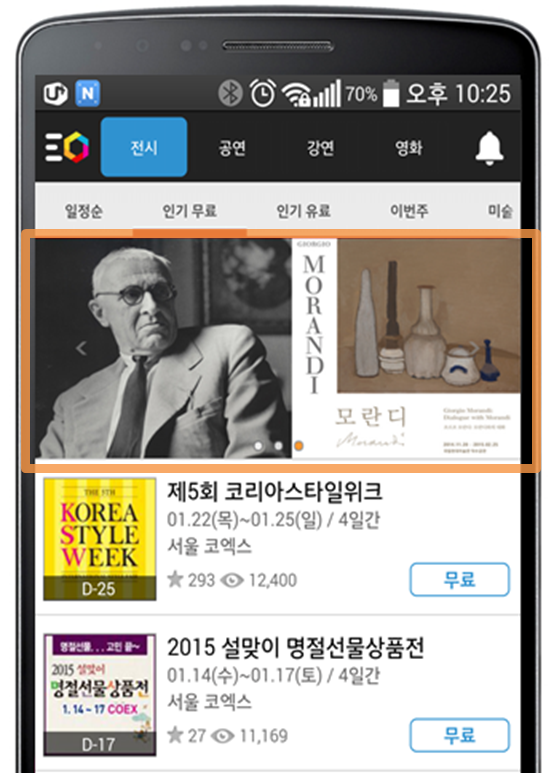 U+ N 70% 오후 10:25
전시 공연 강연 영화
일정순 인기 무료 인기 유료 이번주 미술
GIORGIO
MORANDI
모란디
Morandi
Giorgio Morandi:
Dialogue with Morandi
제5회 코리아스타일위크
01.22(목)~01.25(일) / 4일간
서울 코엑스
293 12,400
무료
THE 5TH
KOREA
STYLE
WEEK
D-25
2015 설맞이 명절선물상품전
01.14(수)~01.17(토) / 4일간
서울 코엑스
27 11,169
무료
명절선물...고민 끝~
2015 설맞이
명절선물상품전
1.14~17 COEX
D-17